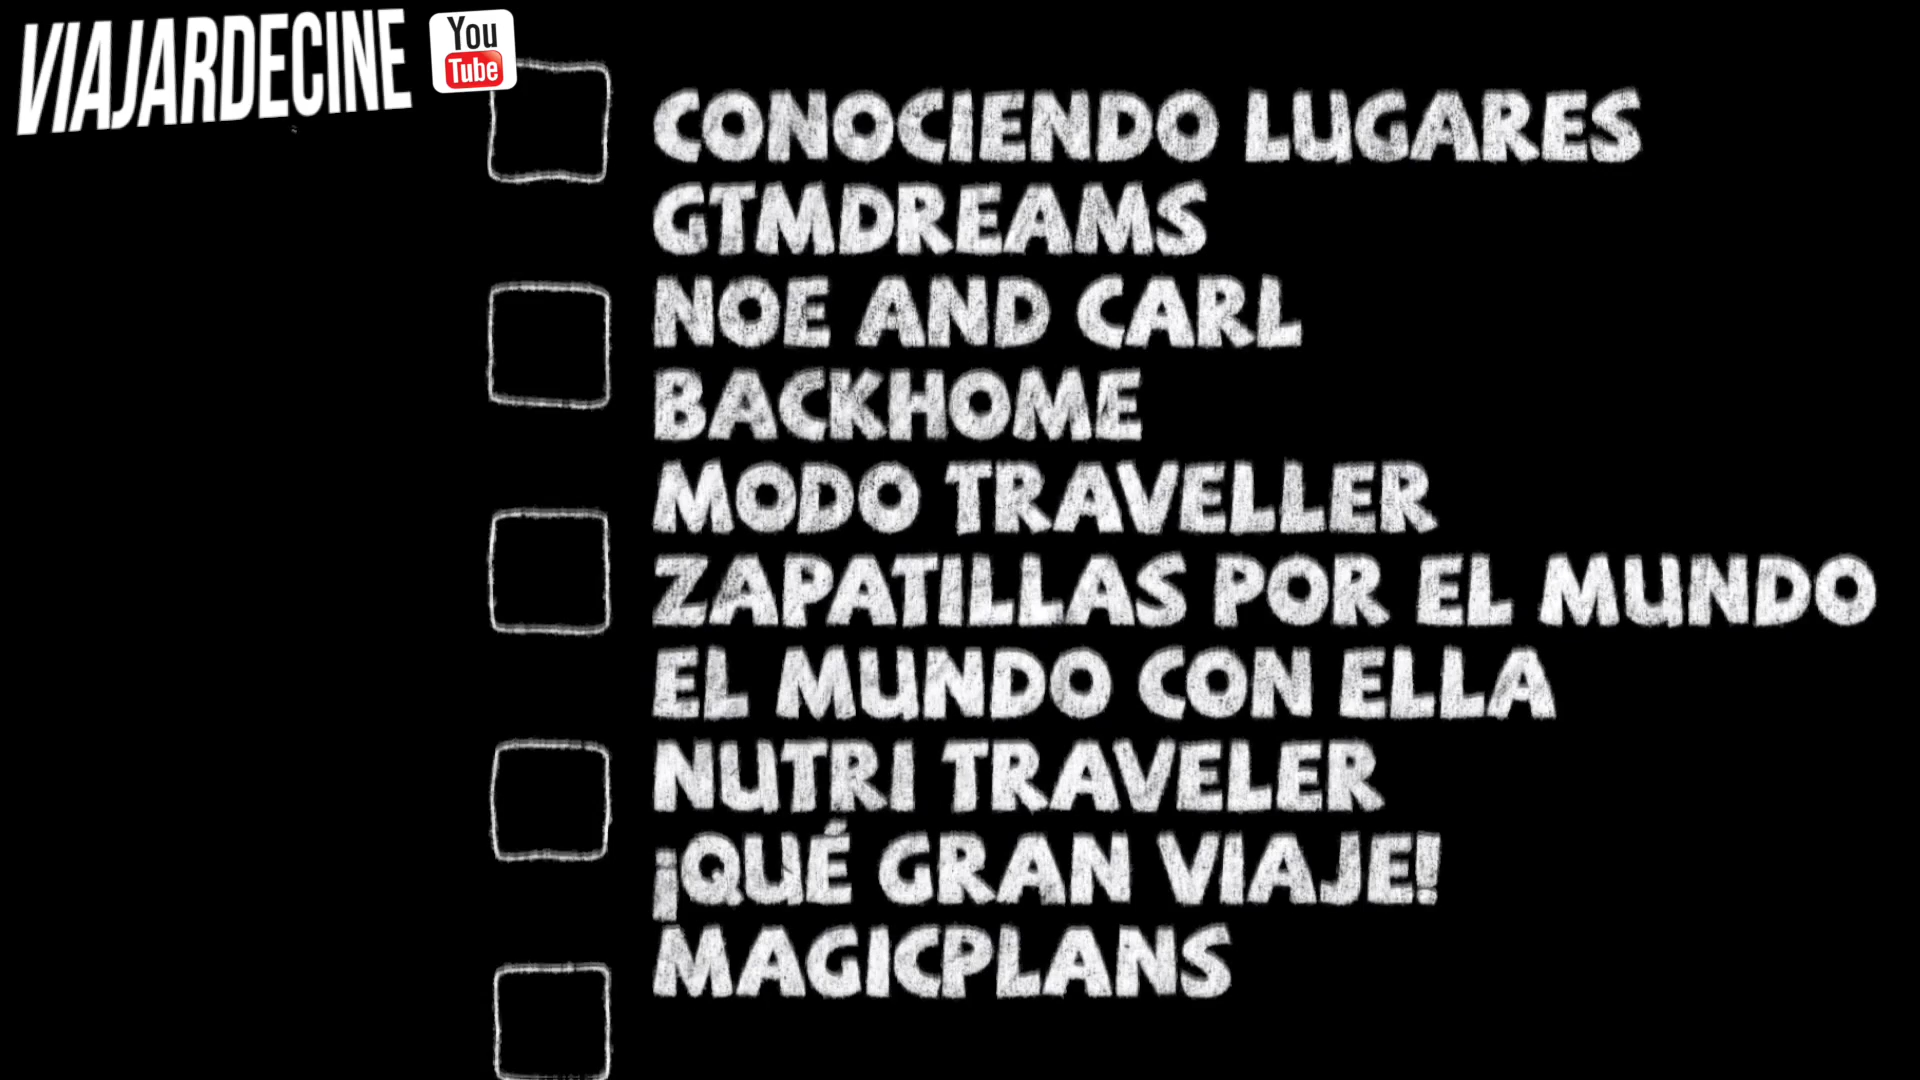 VIAJARDECINE
You
Tube
CONOCIENDO LUGARES
GTMDREAMS
NOE AND CARL
BACKHOME
MODO TRAVELLER
ZAPATILLAS POR EL MUNDO
EL MUNDO CON ELLA
NUTRI TRAVELER
¡QUÉ GRAN VIAJE!
MAGICPLANS